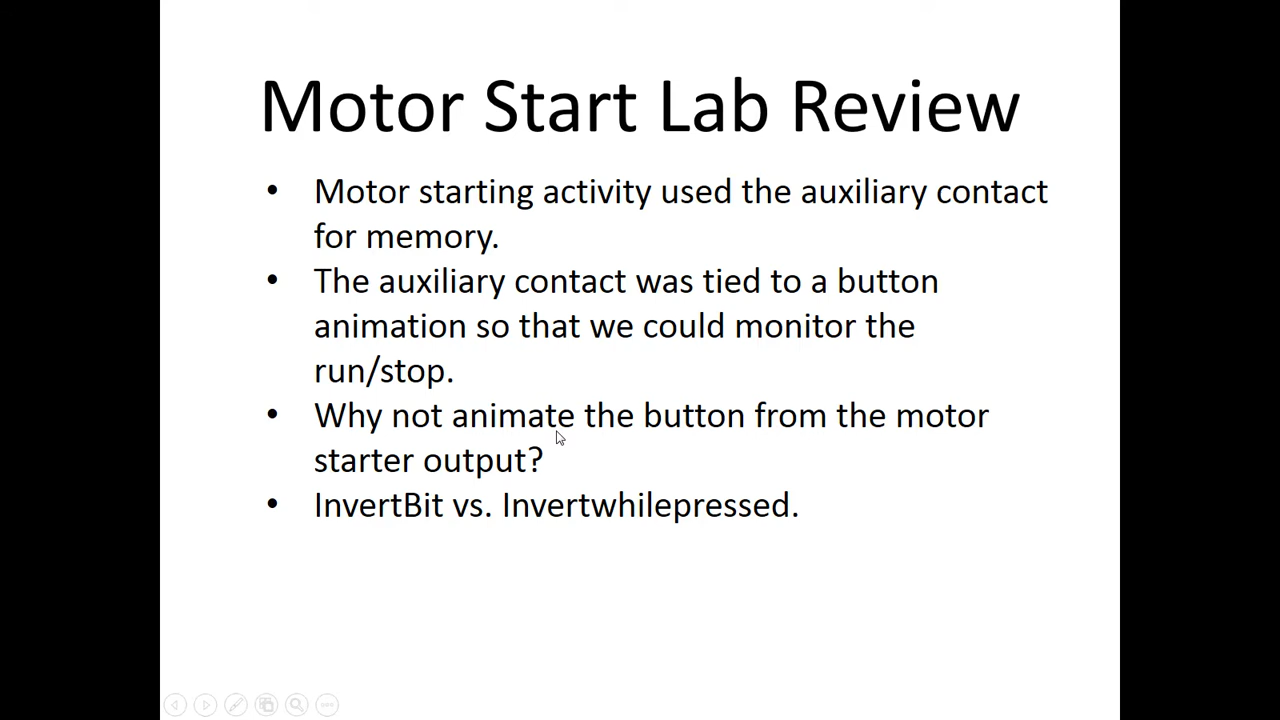 Motor Start Lab Review
• Motor starting activity used the auxiliary contact
for memory.
• The auxiliary contact was tied to a button
animation so that we could monitor the
run/stop.
• Why not animate the button from the motor
starter output?
• InvertBit vs. Invertwhilepressed.